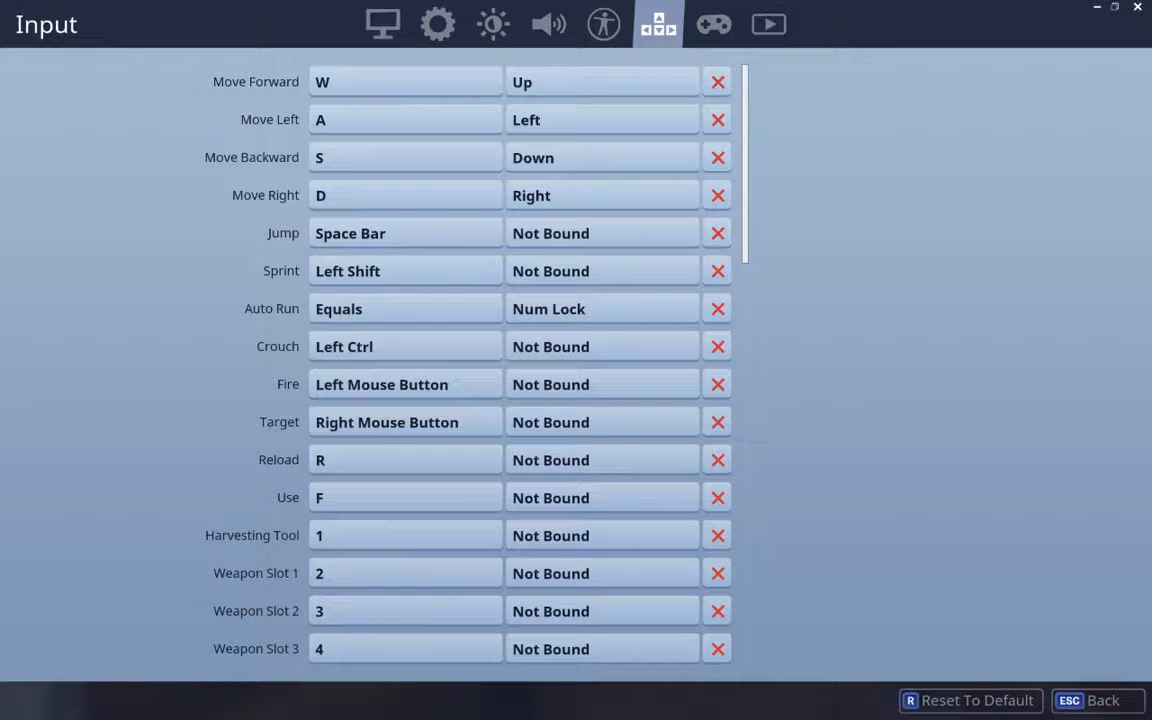 Input
Move Forward W Up
Move Left A Left
Move Backward S Down
Move Right D Right
Jump Space Bar Not Bound
Sprint Left Shift Not Bound
Auto Run Equals Num Lock
Crouch Left Ctrl Not Bound
Fire Left Mouse Button Not Bound
Target Right Mouse Button Not Bound
Reload R Not Bound
Use F Not Bound
Harvesting Tool 1 Not Bound
Weapon Slot 1 2 Not Bound
Weapon Slot 2 3 Not Bound
Weapon Slot 3 4 Not Bound
R Reset To Default ESC Back